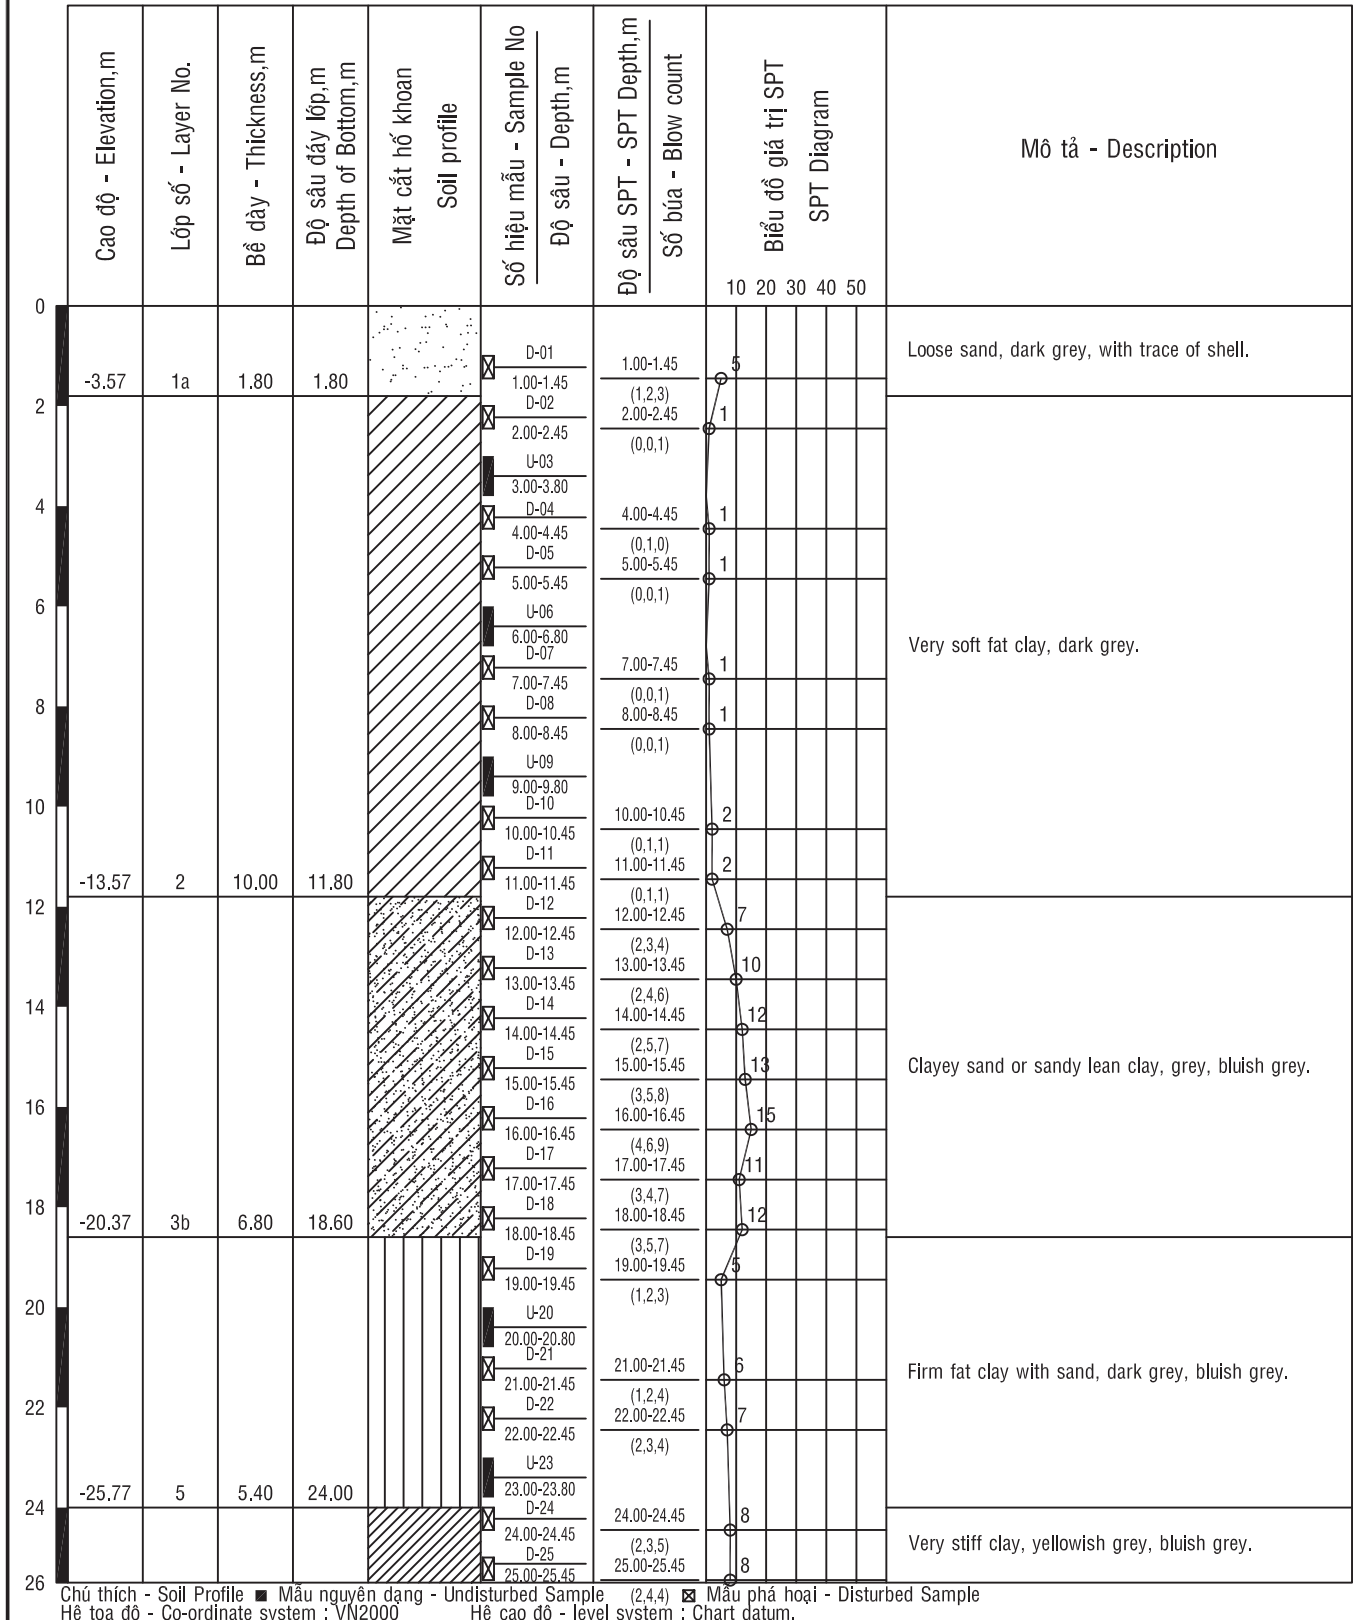 Cao độ - Elevation,m
Lớp số - Layer No.
Bề dày - Thickness,m
Độ sâu đáy lớp,m
Depth of Bottom,m
Mặt cắt hố khoan
Soil profile
Số hiệu mẫu - Sample No
Độ sâu - Depth,m
Độ sâu SPT - SPT Depth,m
Số búa - Blow count
Biểu đồ giá trị SPT
SPT Diagram
10 20 30 40 50
Mô tả - Description
0
D-01
1.00-1.45
5
Loose sand, dark grey, with trace of shell.
-3.57 1a 1.80 1.80
1.00-1.45
(1,2,3)
2
D-02
2.00-2.45
1
2.00-2.45
(0,0,1)
U-03
3.00-3.80
4
D-04
4.00-4.45
1
4.00-4.45
(0,1,0)
D-05
5.00-5.45
1
5.00-5.45
(0,0,1)
6
U-06
6.00-6.80
Very soft fat clay, dark grey.
D-07
7.00-7.45
1
7.00-7.45
(0,0,1)
8
D-08
8.00-8.45
1
8.00-8.45
(0,0,1)
U-09
9.00-9.80
10
D-10
10.00-10.45
2
10.00-10.45
(0,1,1)
D-11
11.00-11.45
2
-13.57 2 10.00 11.80
11.00-11.45
(0,1,1)
12
D-12
12.00-12.45
7
12.00-12.45
(2,3,4)
D-13
13.00-13.45
10
13.00-13.45
(2,4,6)
14
D-14
14.00-14.45
12
14.00-14.45
(2,5,7)
D-15
15.00-15.45
13
Clayey sand or sandy lean clay, grey, bluish grey.
15.00-15.45
(3,5,8)
16
D-16
16.00-16.45
15
16.00-16.45
(4,6,9)
D-17
17.00-17.45
11
17.00-17.45
(3,4,7)
18
D-18
18.00-18.45
12
-20.37 3b 6.80 18.60
18.00-18.45
(3,5,7)
D-19
19.00-19.45
5
19.00-19.45
(1,2,3)
20
U-20
20.00-20.80
D-21
21.00-21.45
6
Firm fat clay with sand, dark grey, bluish grey.
21.00-21.45
(1,2,4)
22
D-22
22.00-22.45
7
22.00-22.45
(2,3,4)
U-23
23.00-23.80
-25.77 5 5.40 24.00
24
D-24
24.00-24.45
8
24.00-24.45
(2,3,5)
Very stiff clay, yellowish grey, bluish grey.
D-25
25.00-25.45
8
25.00-25.45
(2,4,4)
26
Chú thích - Soil Profile Mẫu nguyên dạng - Undisturbed Sample Mẫu phá hoại - Disturbed Sample
Hệ tọa độ - Co-ordinate system : VN2000 Hệ cao độ - level system : Chart datum.